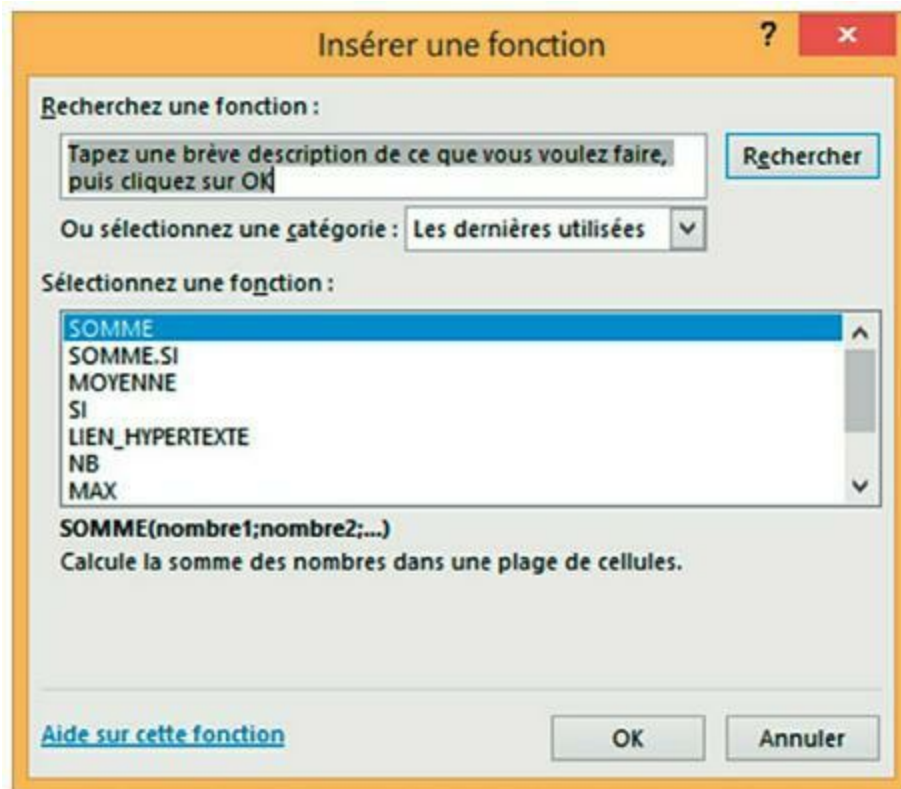 Insérer une fonction
?
Recherchez une fonction :
Tapez une brève description de ce que vous voulez faire,
puis cliquez sur OK
Rechercher
Ou sélectionnez une catégorie : Les dernières utilisées
Sélectionnez une fonction :
SOMME
SOMME.SI
MOYENNE
SI
LIEN_HYPERTEXTE
NB
MAX
SOMME(nombre1;nombre2;...)
Calcule la somme des nombres dans une plage de cellules.
Aide sur cette fonction
OK
Annuler